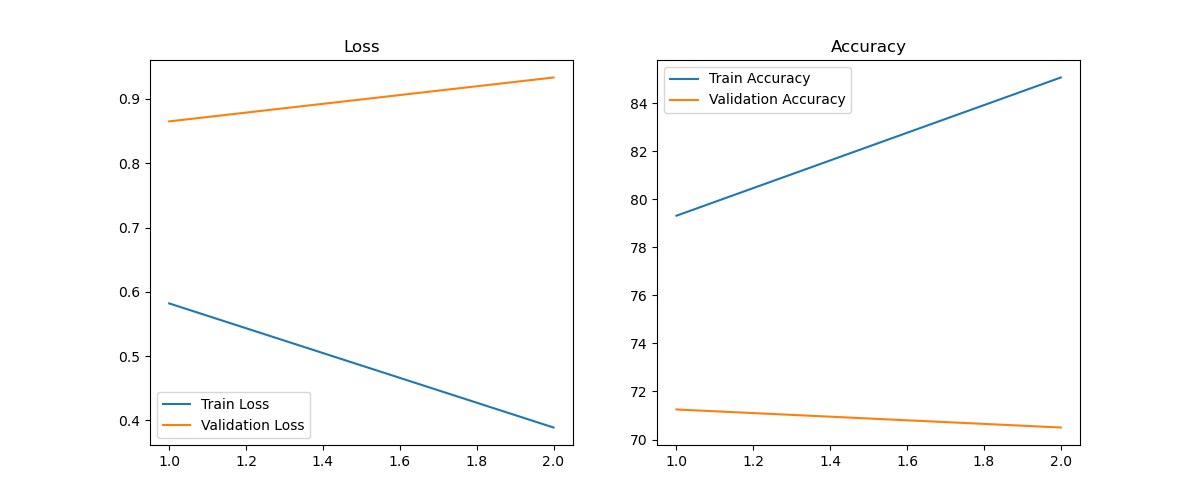 Loss
0.9
0.8
0.7
0.6
0.5
0.4
Train Loss
Validation Loss
1.0 1.2 1.4 1.6 1.8 2.0
Accuracy
Train Accuracy
Validation Accuracy
84
82
80
78
76
74
72
70
1.0 1.2 1.4 1.6 1.8 2.0